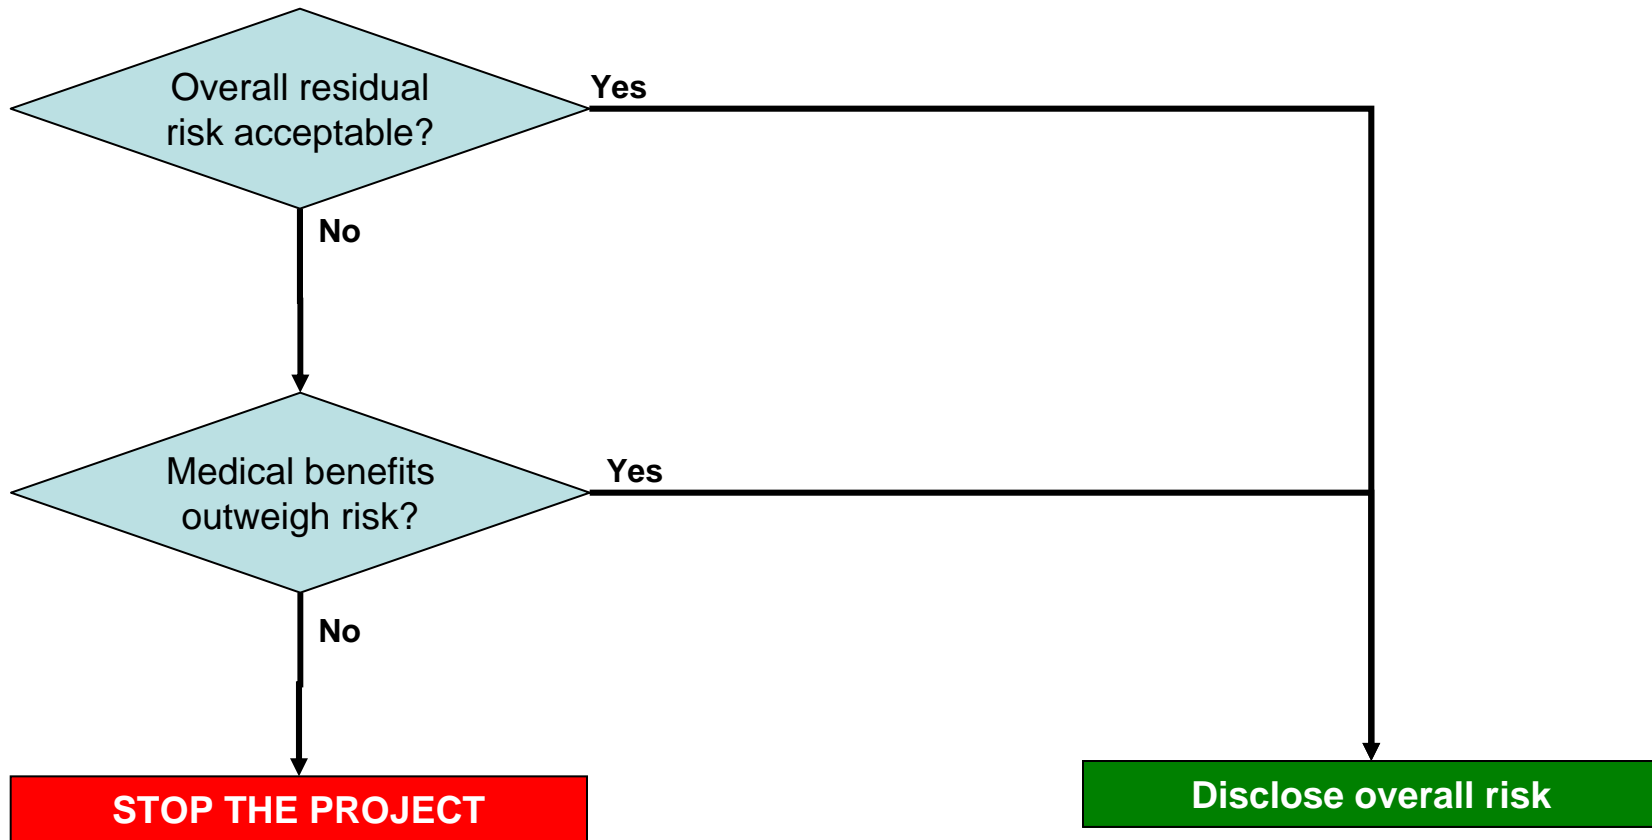 Overall residual
risk acceptable?
Yes
No
Medical benefits
outweigh risk?
Yes
No
STOP THE PROJECT
Disclose overall risk